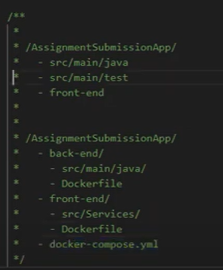 /**
*
* /AssignmentSubmissionApp/
* - src/main/java
* - src/main/test
* - front-end
*
*
* /AssignmentSubmissionApp/
* - back-end/
* - src/main/java/
* - Dockerfile
* - front-end/
* - src/Services/
* - Dockerfile
* - docker-compose.yml
*/